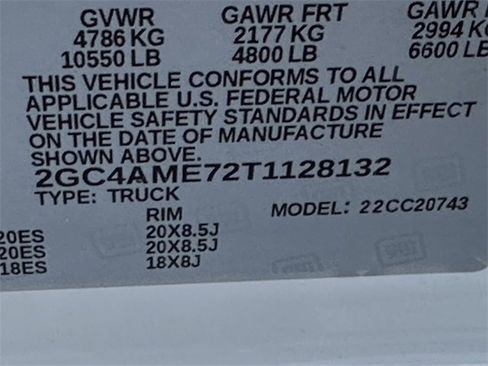 GVWR GAWR FRT GAWR
4786 KG 2177 KG 2994 KG
10550 LB 4800 LB 6600 LB
THIS VEHICLE CONFORMS TO ALL
APPLICABLE U.S. FEDERAL MOTOR
VEHICLE SAFETY STANDARDS IN EFFECT
ON THE DATE OF MANUFACTURE
SHOWN ABOVE.
2GC4AME72T1128132
TYPE: TRUCK MODEL: 22CC20743
RIM
20ES 20X8.5J
20ES 20X8.5J
18ES 18X8J